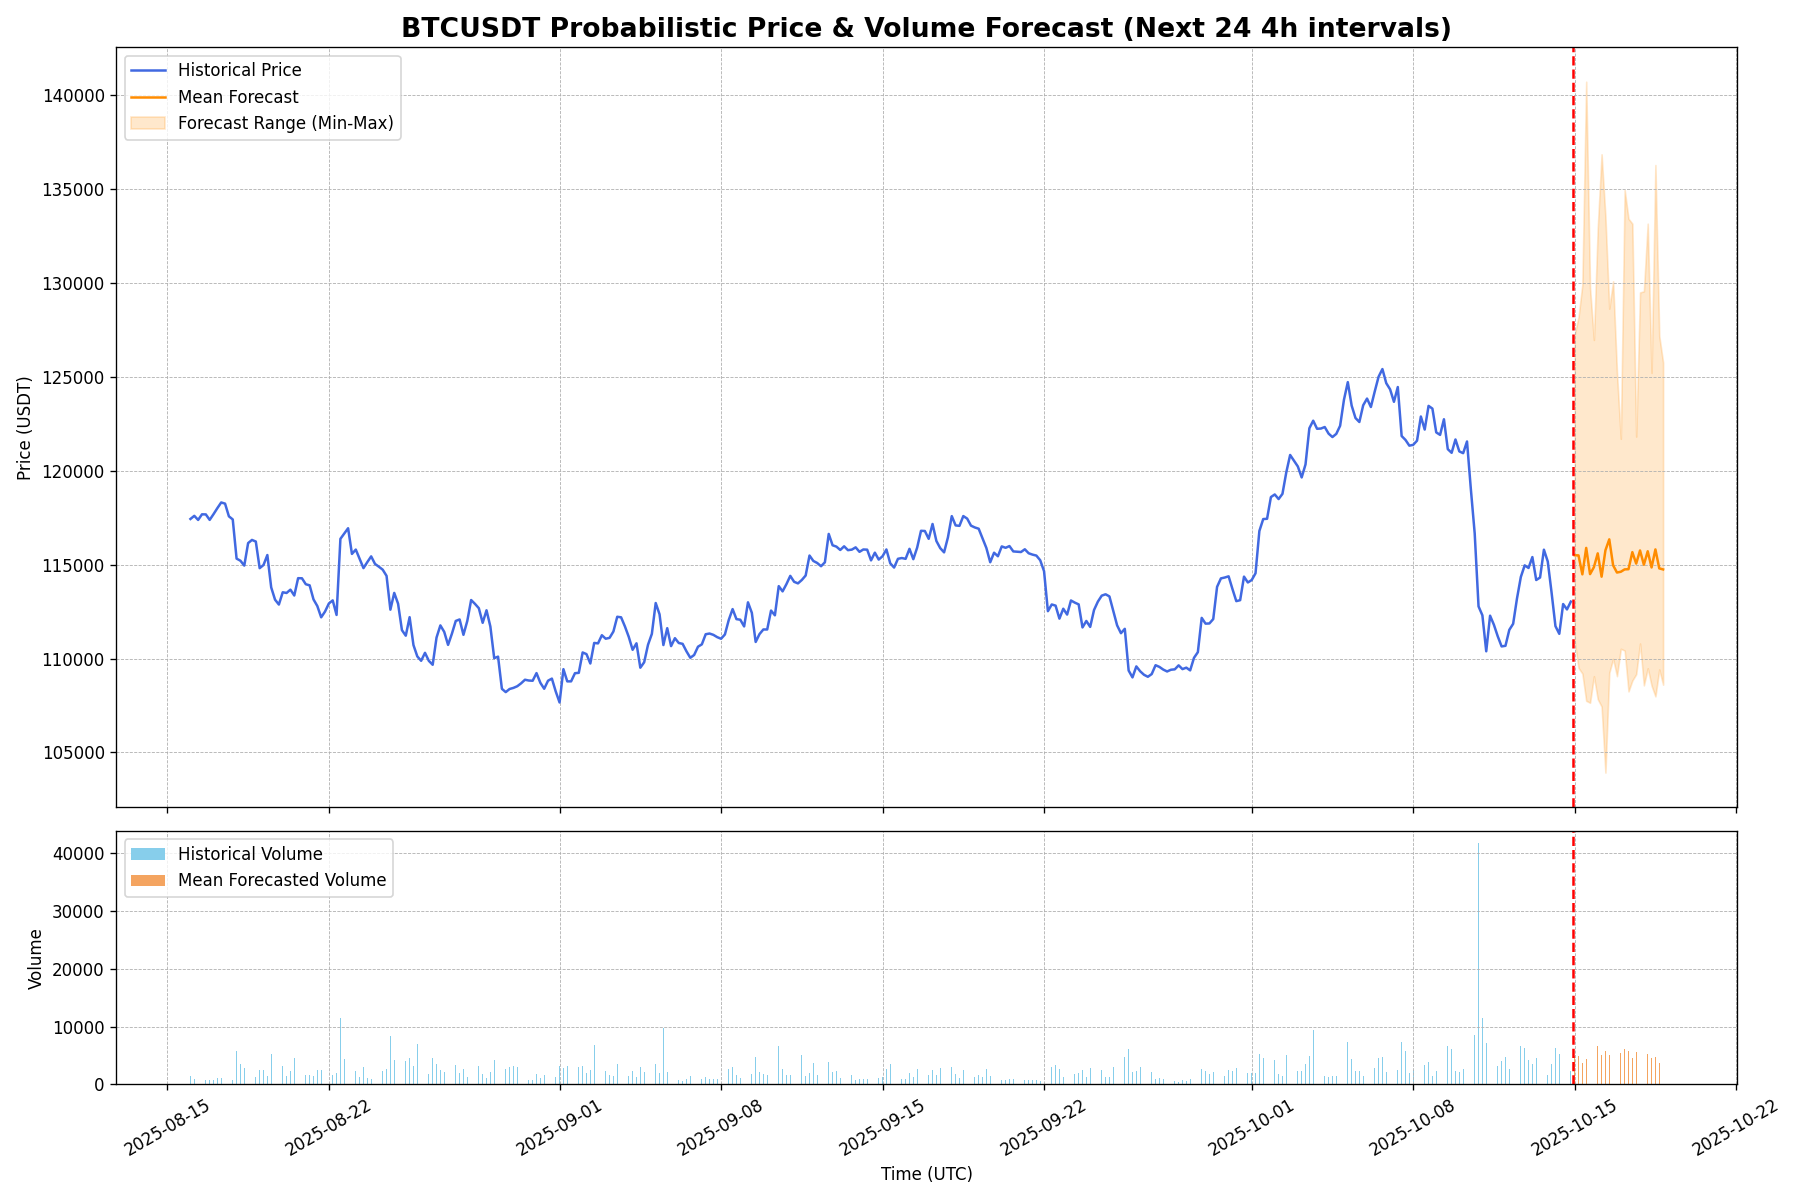 BTCUSDT Probabilistic Price & Volume Forecast (Next 24 4h intervals)
Historical Price
Mean Forecast
Forecast Range (Min-Max)
140000
135000
130000
125000
120000
115000
110000
105000
Price (USDT)
Historical Volume
Mean Forecasted Volume
40000
30000
20000
10000
0
Volume
2025-08-15
2025-08-22
2025-09-01
2025-09-08
2025-09-15
2025-09-22
2025-10-01
2025-10-08
2025-10-15
2025-10-22
Time (UTC)